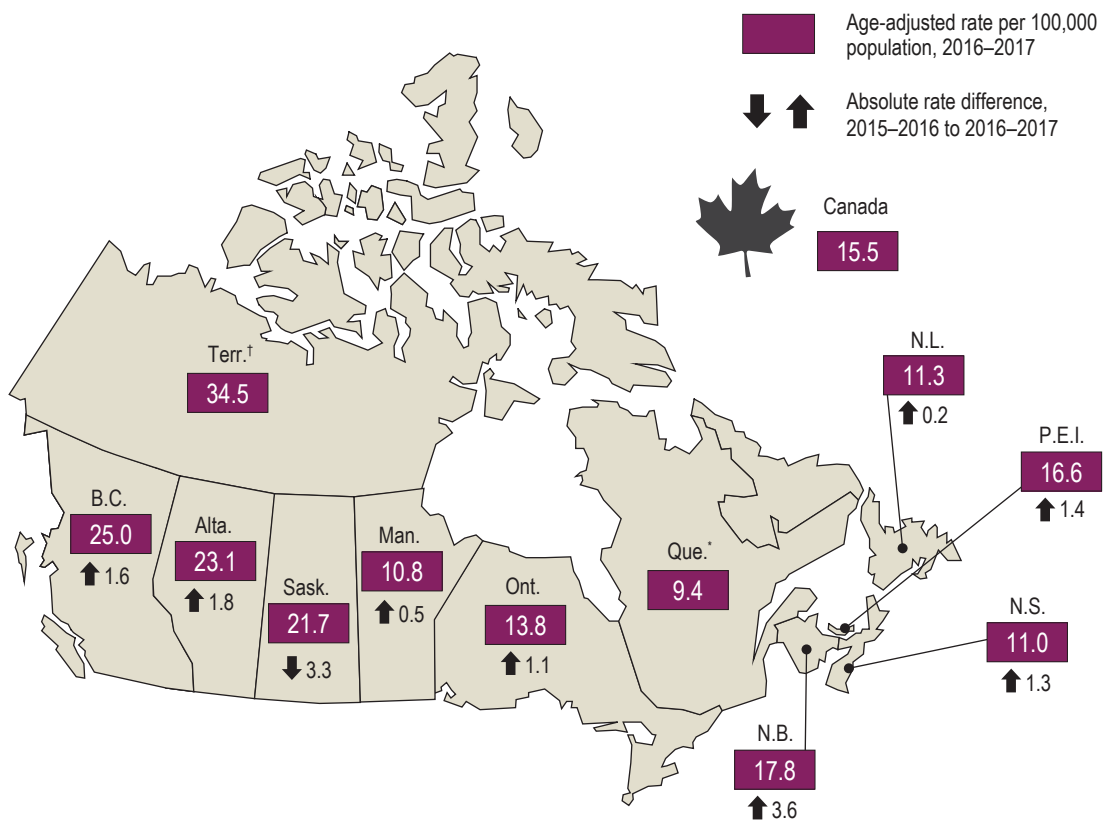 Age-adjusted rate per 100,000
population, 2016–2017
Absolute rate difference,
2015–2016 to 2016–2017
Canada
15.5
Terr.†
34.5
N.L.
11.3
0.2
P.E.I.
16.6
1.4
B.C.
25.0
1.6
Alta.
23.1
1.8
Sask.
21.7
3.3
Man.
10.8
0.5
Ont.
13.8
1.1
Que.*
9.4
N.S.
11.0
1.3
N.B.
17.8
3.6